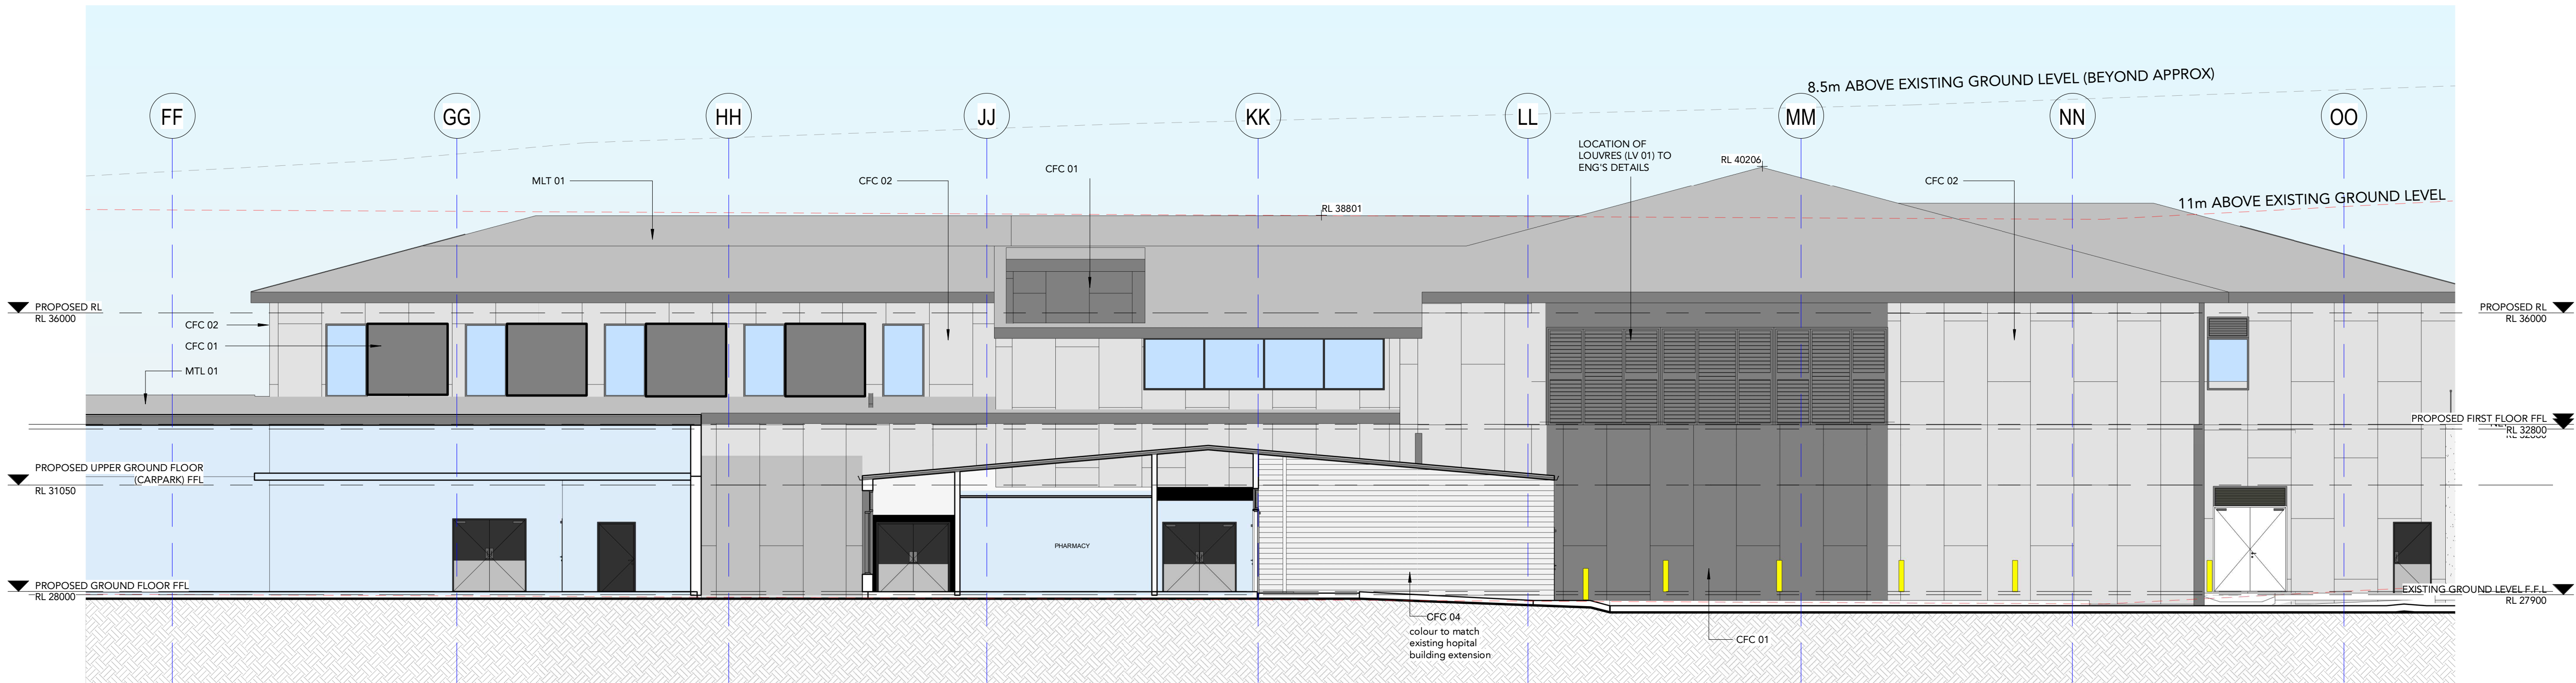 8.5m ABOVE EXISTING GROUND LEVEL (BEYOND APPROX)
FF
GG
HH
JJ
KK
LL
MM
NN
OO
LOCATION OF
LOUVRES (LV 01) TO
ENG'S DETAILS
RL 40206
CFC 01
MLT 01
CFC 02
CFC 02
11m ABOVE EXISTING GROUND LEVEL
RL 38801
PROPOSED RL
RL 36000
PROPOSED RL
RL 36000
CFC 02
CFC 01
MTL 01
PROPOSED FIRST FLOOR FFL
RL 32800
PROPOSED UPPER GROUND FLOOR
(CARPARK) FFL
RL 31050
PHARMACY
PROPOSED GROUND FLOOR FFL
RL 28000
EXISTING GROUND LEVEL F.F.L
RL 27900
CFC 04
colour to match
existing hopital
building extension
CFC 01